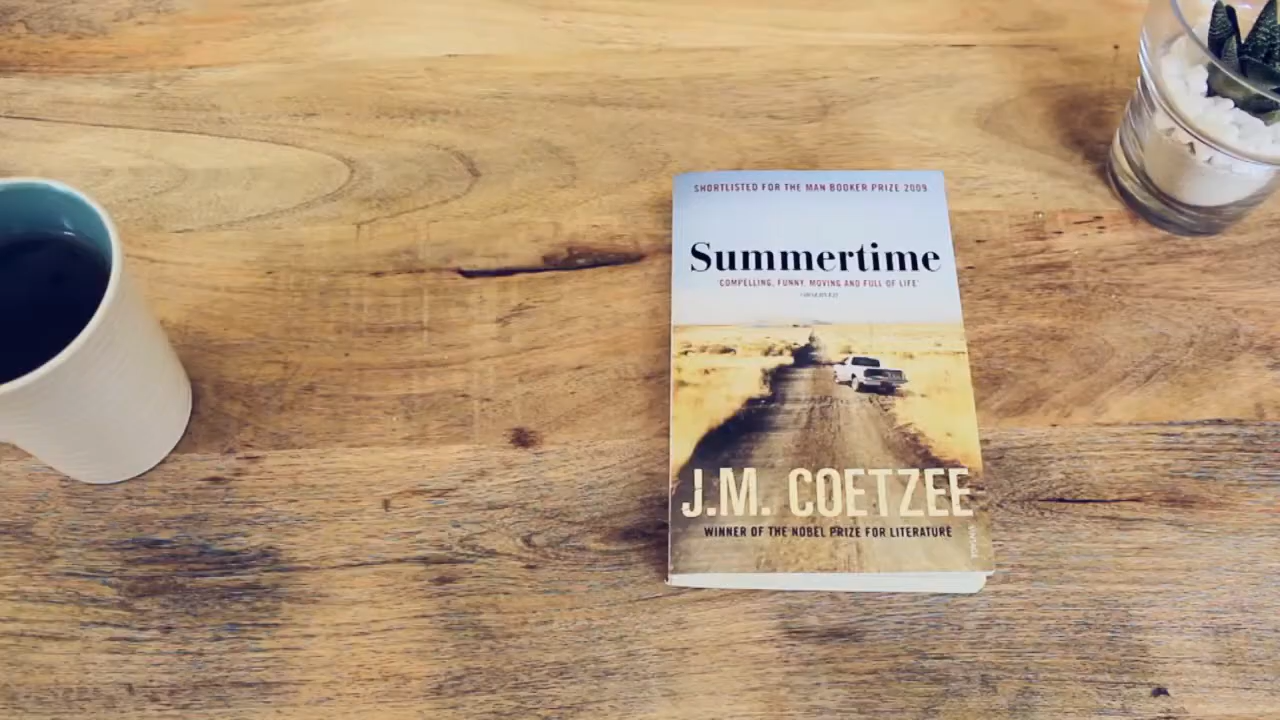 SHORTLISTED FOR THE MAN BOOKER PRIZE 2009
Summertime
'COMPELLING, FUNNY, MOVING AND FULL OF LIFE'
J.M. COETZEE
WINNER OF THE NOBEL PRIZE FOR LITERATURE
VINTAGE